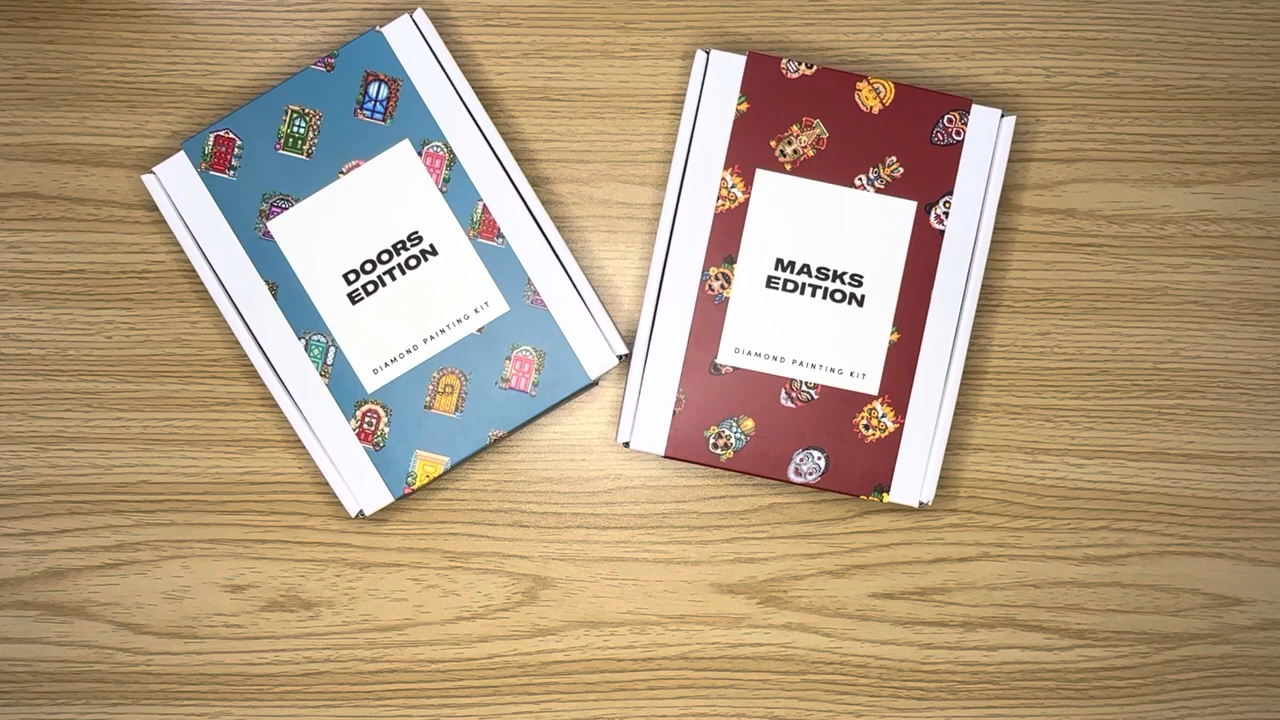 DOORS
EDITION
DIAMOND PAINTING KIT
MASKS
EDITION
DIAMOND PAINTING KIT